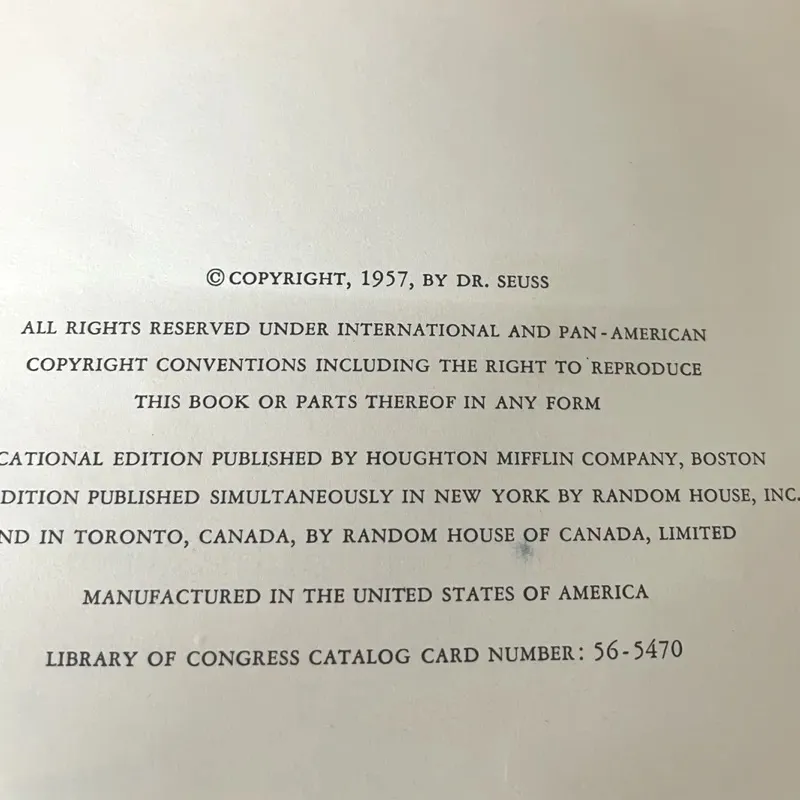 © COPYRIGHT, 1957, BY DR. SEUSS
ALL RIGHTS RESERVED UNDER INTERNATIONAL AND PAN-AMERICAN
COPYRIGHT CONVENTIONS INCLUDING THE RIGHT TO REPRODUCE
THIS BOOK OR PARTS THEREOF IN ANY FORM
CATIONAL EDITION PUBLISHED BY HOUGHTON MIFFLIN COMPANY, BOSTON
DITION PUBLISHED SIMULTANEOUSLY IN NEW YORK BY RANDOM HOUSE, INC.
ND IN TORONTO, CANADA, BY RANDOM HOUSE OF CANADA, LIMITED
MANUFACTURED IN THE UNITED STATES OF AMERICA
LIBRARY OF CONGRESS CATALOG CARD NUMBER: 56-5470